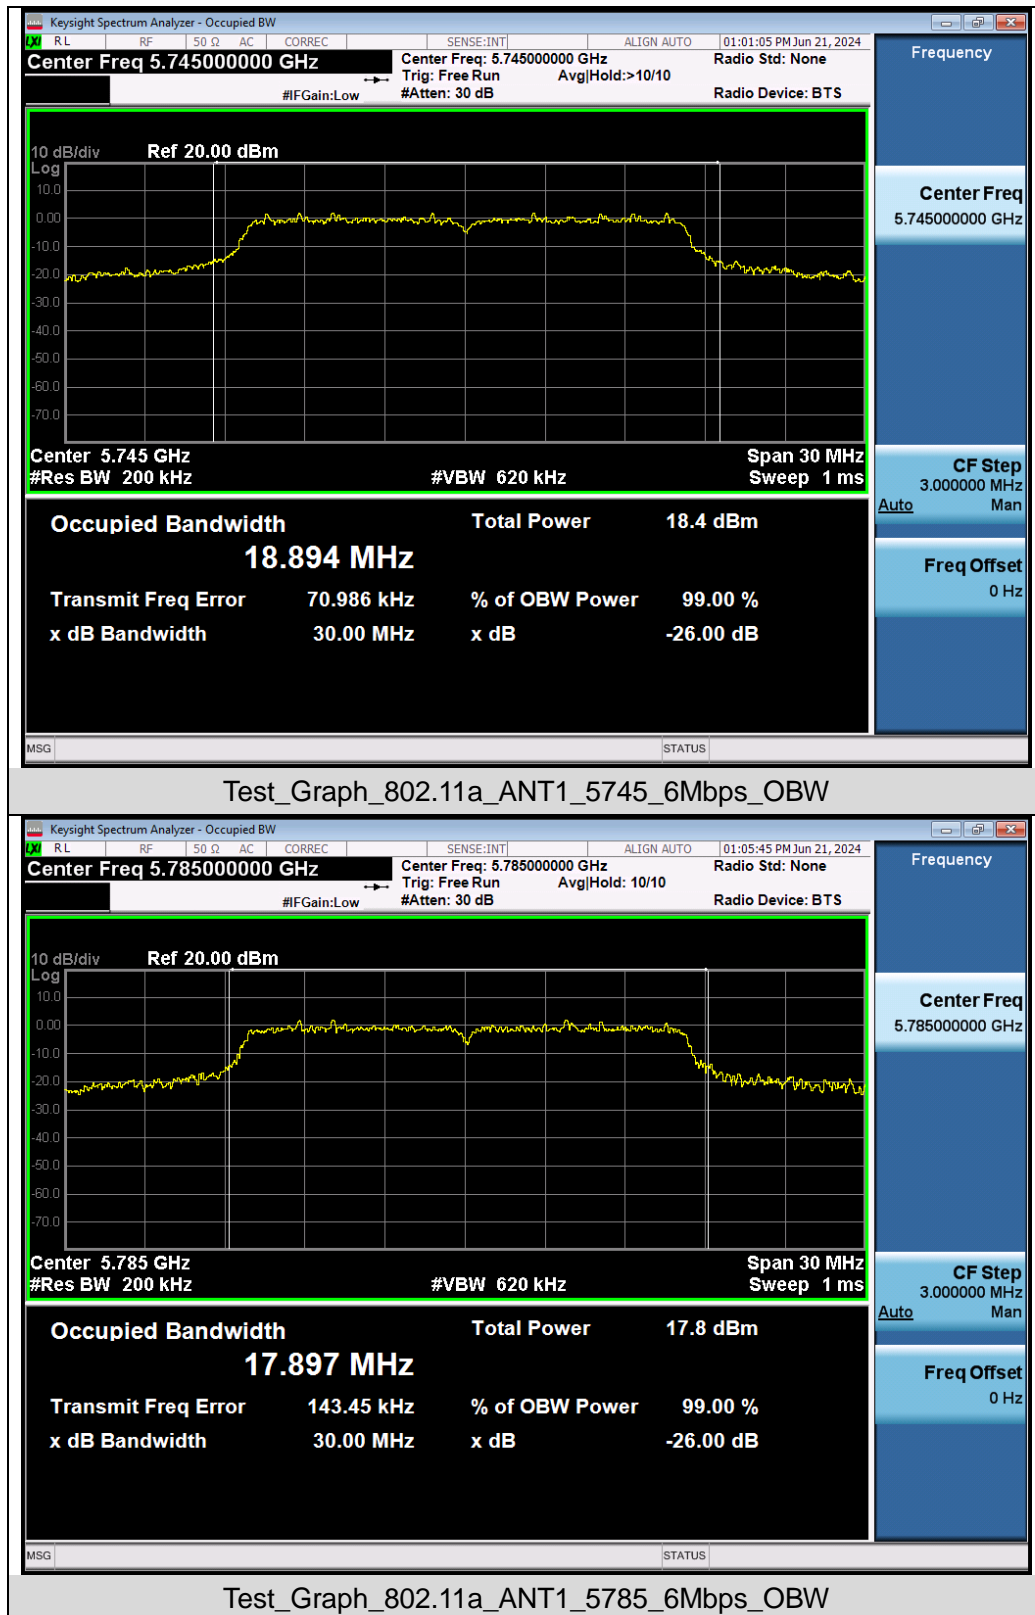 Keysight Spectrum Analyzer - Occupied BW
LXI RL RF 50 Ω AC CORREC SENSE:INT ALIGN AUTO 01:01:05 PM Jun 21, 2024
Center Freq 5.745000000 GHz
Center Freq: 5.745000000 GHz Radio Std: None
Trig: Free Run Avg|Hold:>10/10
#IFGain:Low #Atten: 30 dB Radio Device: BTS
Frequency
10 dB/div Ref 20.00 dBm
Log
10.0
0.00
-10.0
-20.0
-30.0
-40.0
-50.0
-60.0
-70.0
Center 5.745 GHz Span 30 MHz
#Res BW 200 kHz #VBW 620 kHz Sweep 1 ms
Center Freq
5.745000000 GHz
CF Step
3.000000 MHz
Auto Man
Freq Offset
0 Hz
Occupied Bandwidth Total Power 18.4 dBm
18.894 MHz
Transmit Freq Error 70.986 kHz % of OBW Power 99.00 %
x dB Bandwidth 30.00 MHz x dB -26.00 dB
MSG STATUS
Test_Graph_802.11a_ANT1_5745_6Mbps_OBW
Keysight Spectrum Analyzer - Occupied BW
LXI RL RF 50 Ω AC CORREC SENSE:INT ALIGN AUTO 01:05:45 PM Jun 21, 2024
Center Freq 5.785000000 GHz
Center Freq: 5.785000000 GHz Radio Std: None
Trig: Free Run Avg|Hold: 10/10
#IFGain:Low #Atten: 30 dB Radio Device: BTS
Frequency
10 dB/div Ref 20.00 dBm
Log
10.0
0.00
-10.0
-20.0
-30.0
-40.0
-50.0
-60.0
-70.0
Center 5.785 GHz Span 30 MHz
#Res BW 200 kHz #VBW 620 kHz Sweep 1 ms
Center Freq
5.785000000 GHz
CF Step
3.000000 MHz
Auto Man
Freq Offset
0 Hz
Occupied Bandwidth Total Power 17.8 dBm
17.897 MHz
Transmit Freq Error 143.45 kHz % of OBW Power 99.00 %
x dB Bandwidth 30.00 MHz x dB -26.00 dB
MSG STATUS
Test_Graph_802.11a_ANT1_5785_6Mbps_OBW